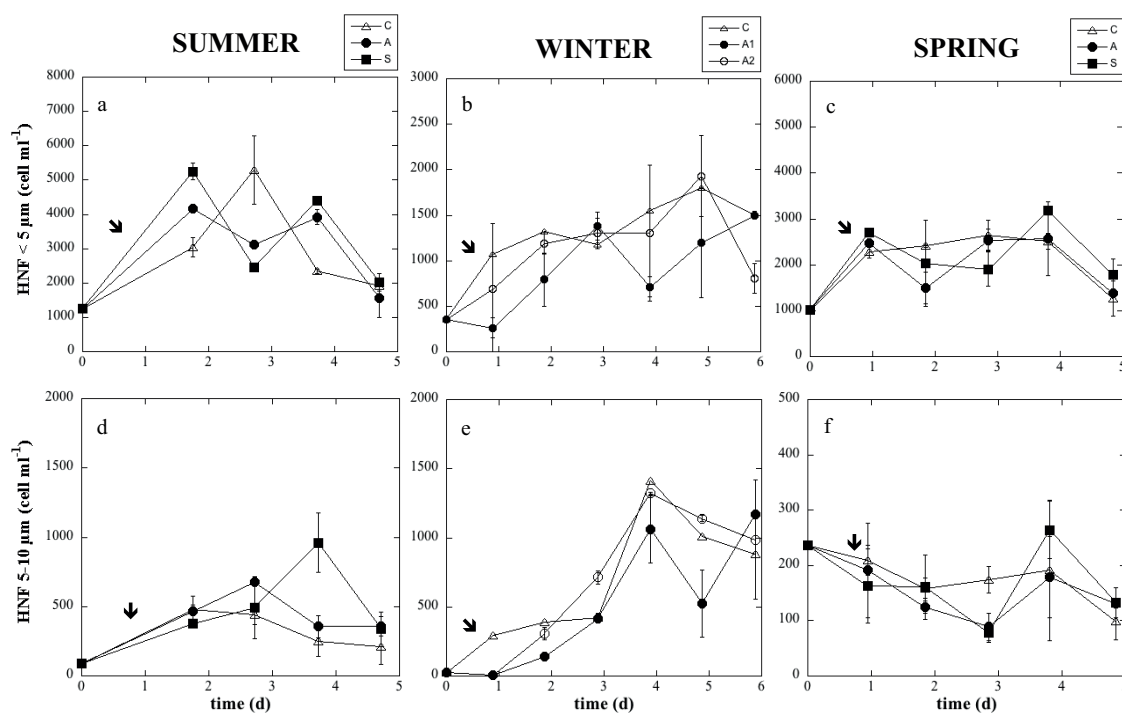 SUMMER
C
A
S
WINTER
C
A1
A2
SPRING
C
A
S
HNF < 5 µm (cell ml-1)
a
8000
7000
6000
5000
4000
3000
2000
1000
0
0 1 2 3 4 5
b
3000
2500
2000
1500
1000
500
0
0 1 2 3 4 5 6
c
6000
5000
4000
3000
2000
1000
0
0 1 2 3 4 5
HNF 5-10 µm (cell ml-1)
d
2000
1500
1000
500
0
0 1 2 3 4 5
time (d)
e
2000
1500
1000
500
0
0 1 2 3 4 5 6
time (d)
f
500
400
300
200
100
0
0 1 2 3 4
time (d)